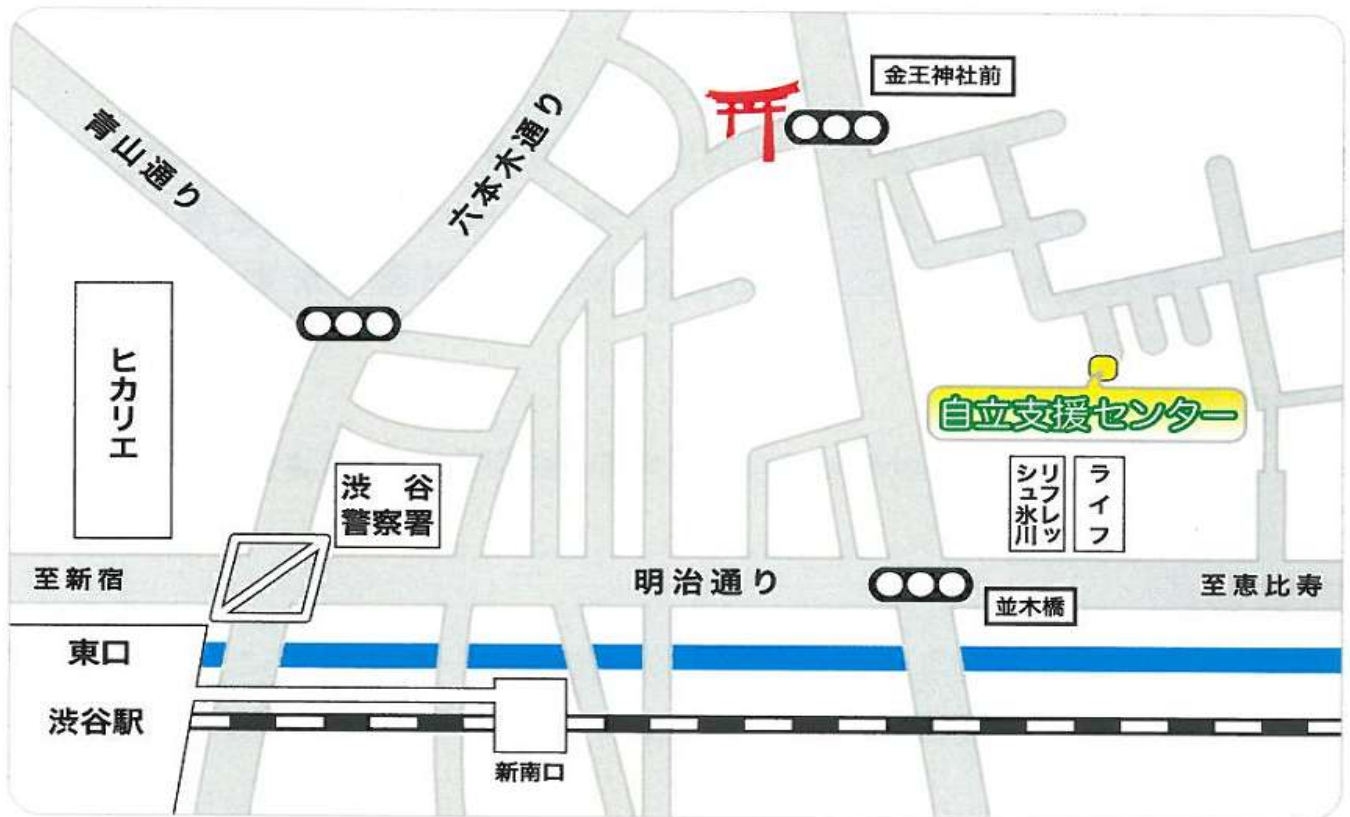 金王神社前
青山通り
六本木通り
ヒカリエ
自立支援センター
渋谷
警察署
リフレッ
シュ氷川
ライフ
至新宿
明治通り
並木橋
至恵比寿
東口
渋谷駅
新南口